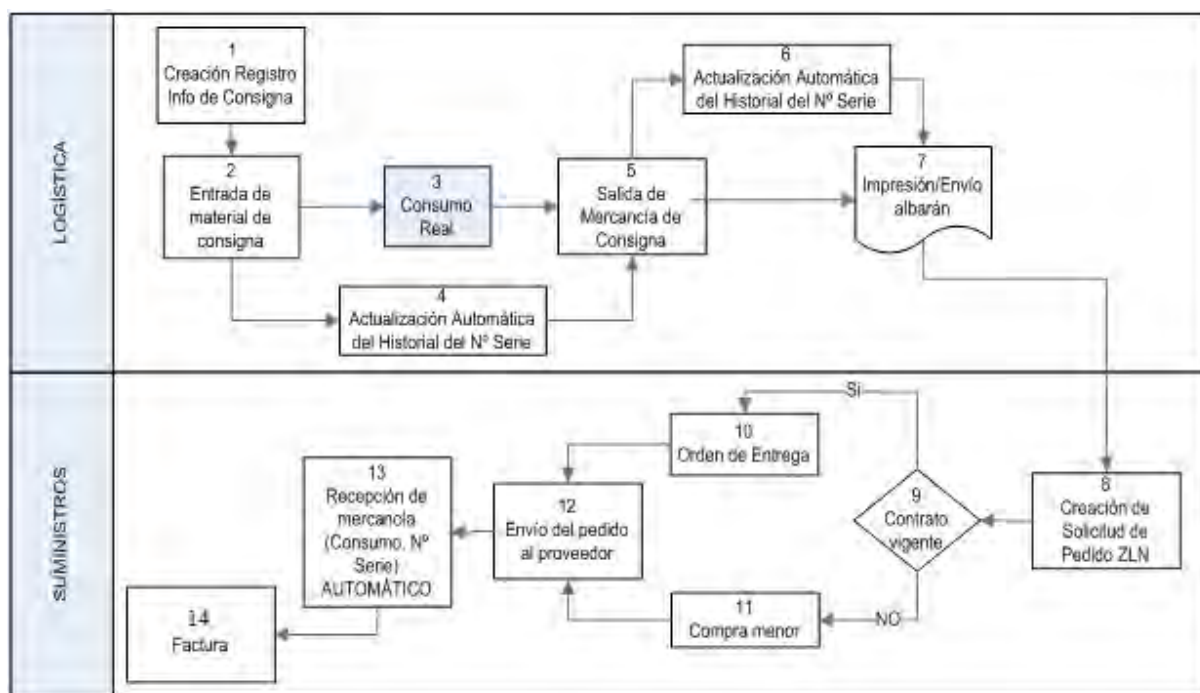 LOGÍSTICA
1
Creación Registro
Info de Consigna
2
Entrada de
material de
consigna
3
Consumo
Real
4
Actualización Automática
del Historial del Nº Serie
5
Salida de
Mercancía de
Consigna
6
Actualización Automática
del Historial del Nº Serie
7
Impresión/Envío
albarán
SUMINISTROS
8
Creación de
Solicitud de
Pedido ZLN
9
Contrato
vigente
Si
NO
10
Orden de Entrega
11
Compra menor
12
Envío del pedido
al proveedor
13
Recepción de
mercancía
(Consumo, Nº
Serie)
AUTOMÁTICO
14
Factura